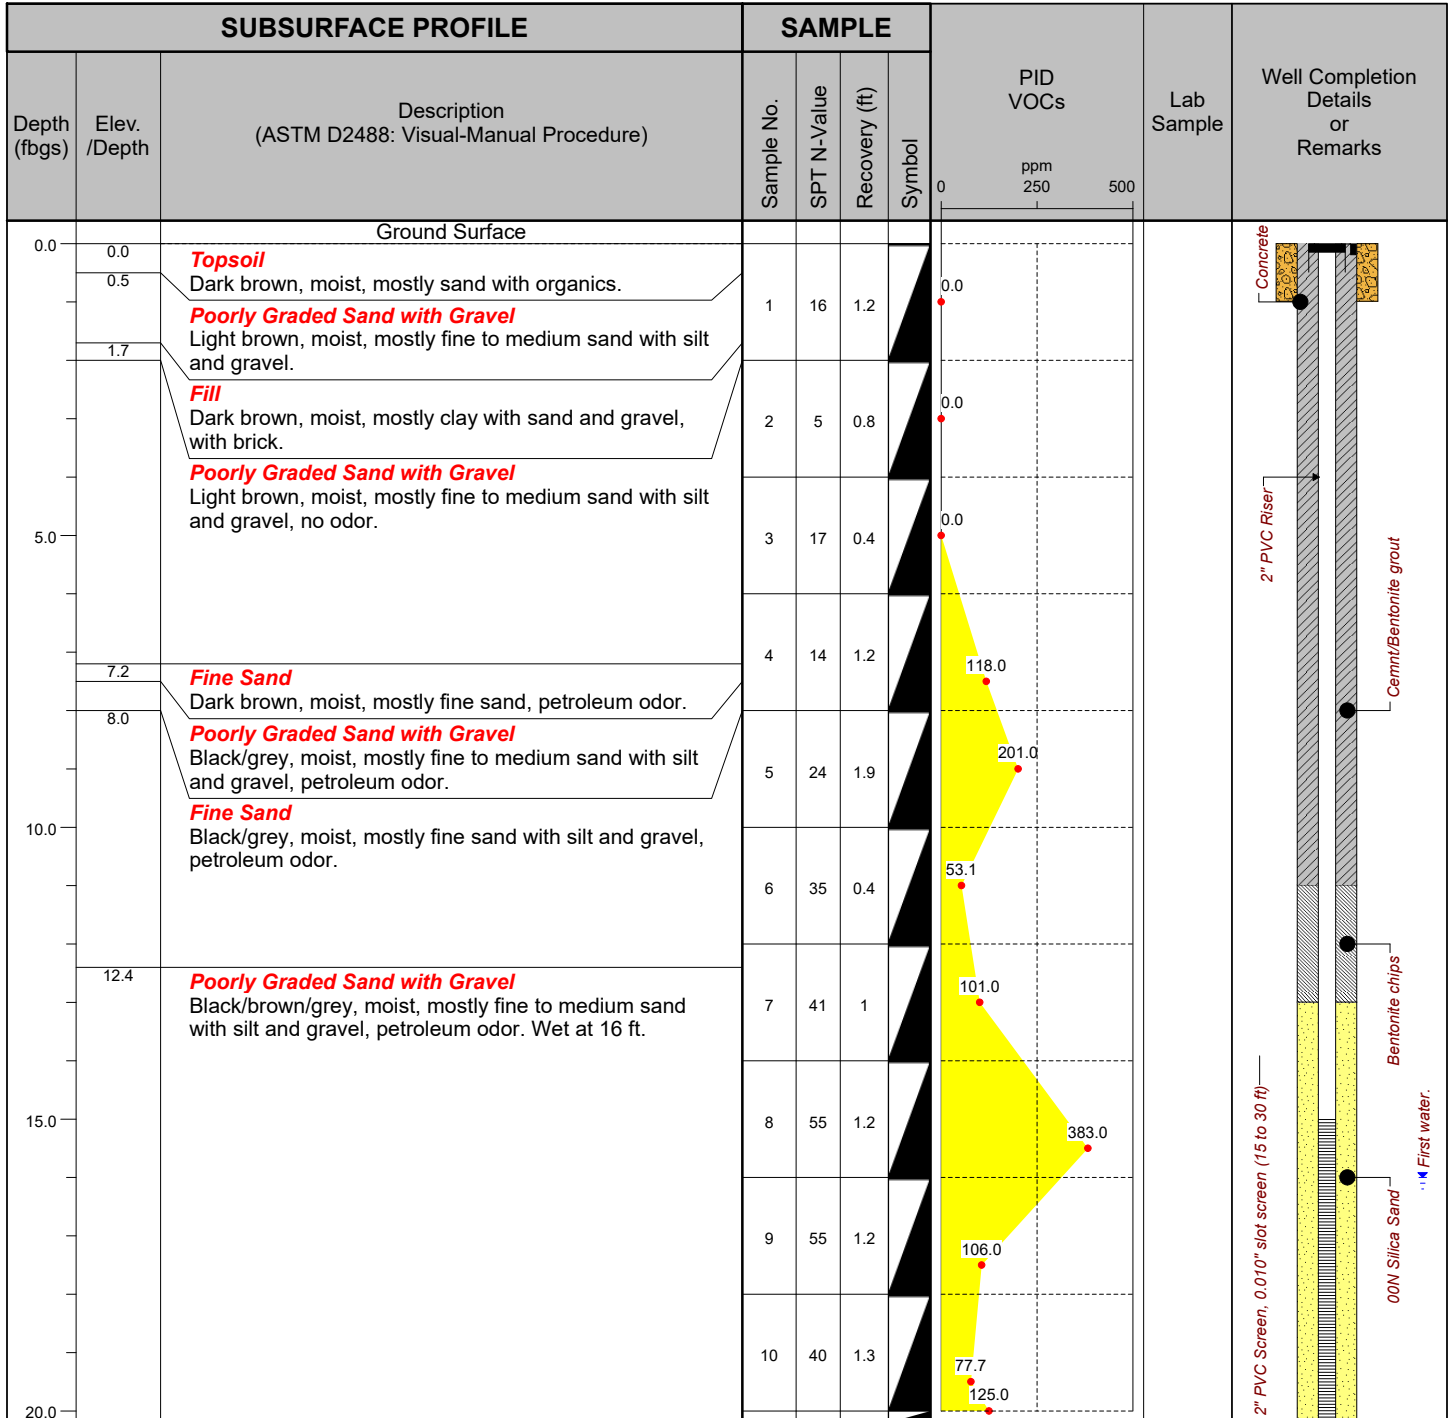 SUBSURFACE PROFILE
SAMPLE
Depth
(fbgs)
Elev.
/Depth
Description
(ASTM D2488: Visual-Manual Procedure)
Sample No.
SPT N-Value
Recovery (ft)
Symbol
PID
VOCs
ppm
0 250 500
Lab
Sample
Well Completion
Details
or
Remarks
Ground Surface
0.0
0.0
Topsoil
Dark brown, moist, mostly sand with organics.
0.5
Poorly Graded Sand with Gravel
Light brown, moist, mostly fine to medium sand with silt
and gravel.
1.7
Fill
Dark brown, moist, mostly clay with sand and gravel,
with brick.
Poorly Graded Sand with Gravel
Light brown, moist, mostly fine to medium sand with silt
and gravel, no odor.
5.0
7.2
Fine Sand
Dark brown, moist, mostly fine sand, petroleum odor.
8.0
Poorly Graded Sand with Gravel
Black/grey, moist, mostly fine to medium sand with silt
and gravel, petroleum odor.
Fine Sand
10.0
Black/grey, moist, mostly fine sand with silt and gravel,
petroleum odor.
12.4
Poorly Graded Sand with Gravel
Black/brown/grey, moist, mostly fine to medium sand
with silt and gravel, petroleum odor. Wet at 16 ft.
15.0
20.0
1 16 1.2
2 5 0.8
3 17 0.4
4 14 1.2
5 24 1.9
6 35 0.4
7 41 1
8 55 1.2
9 55 1.2
10 40 1.3
0.0
0.0
0.0
118.0
201.0
53.1
101.0
383.0
106.0
77.7
125.0
Concrete
2" PVC Riser
Cemnt/Bentonite grout
Bentonite chips
2" PVC Screen, 0.010" slot screen (15 to 30 ft)
00N Silica Sand
First water.